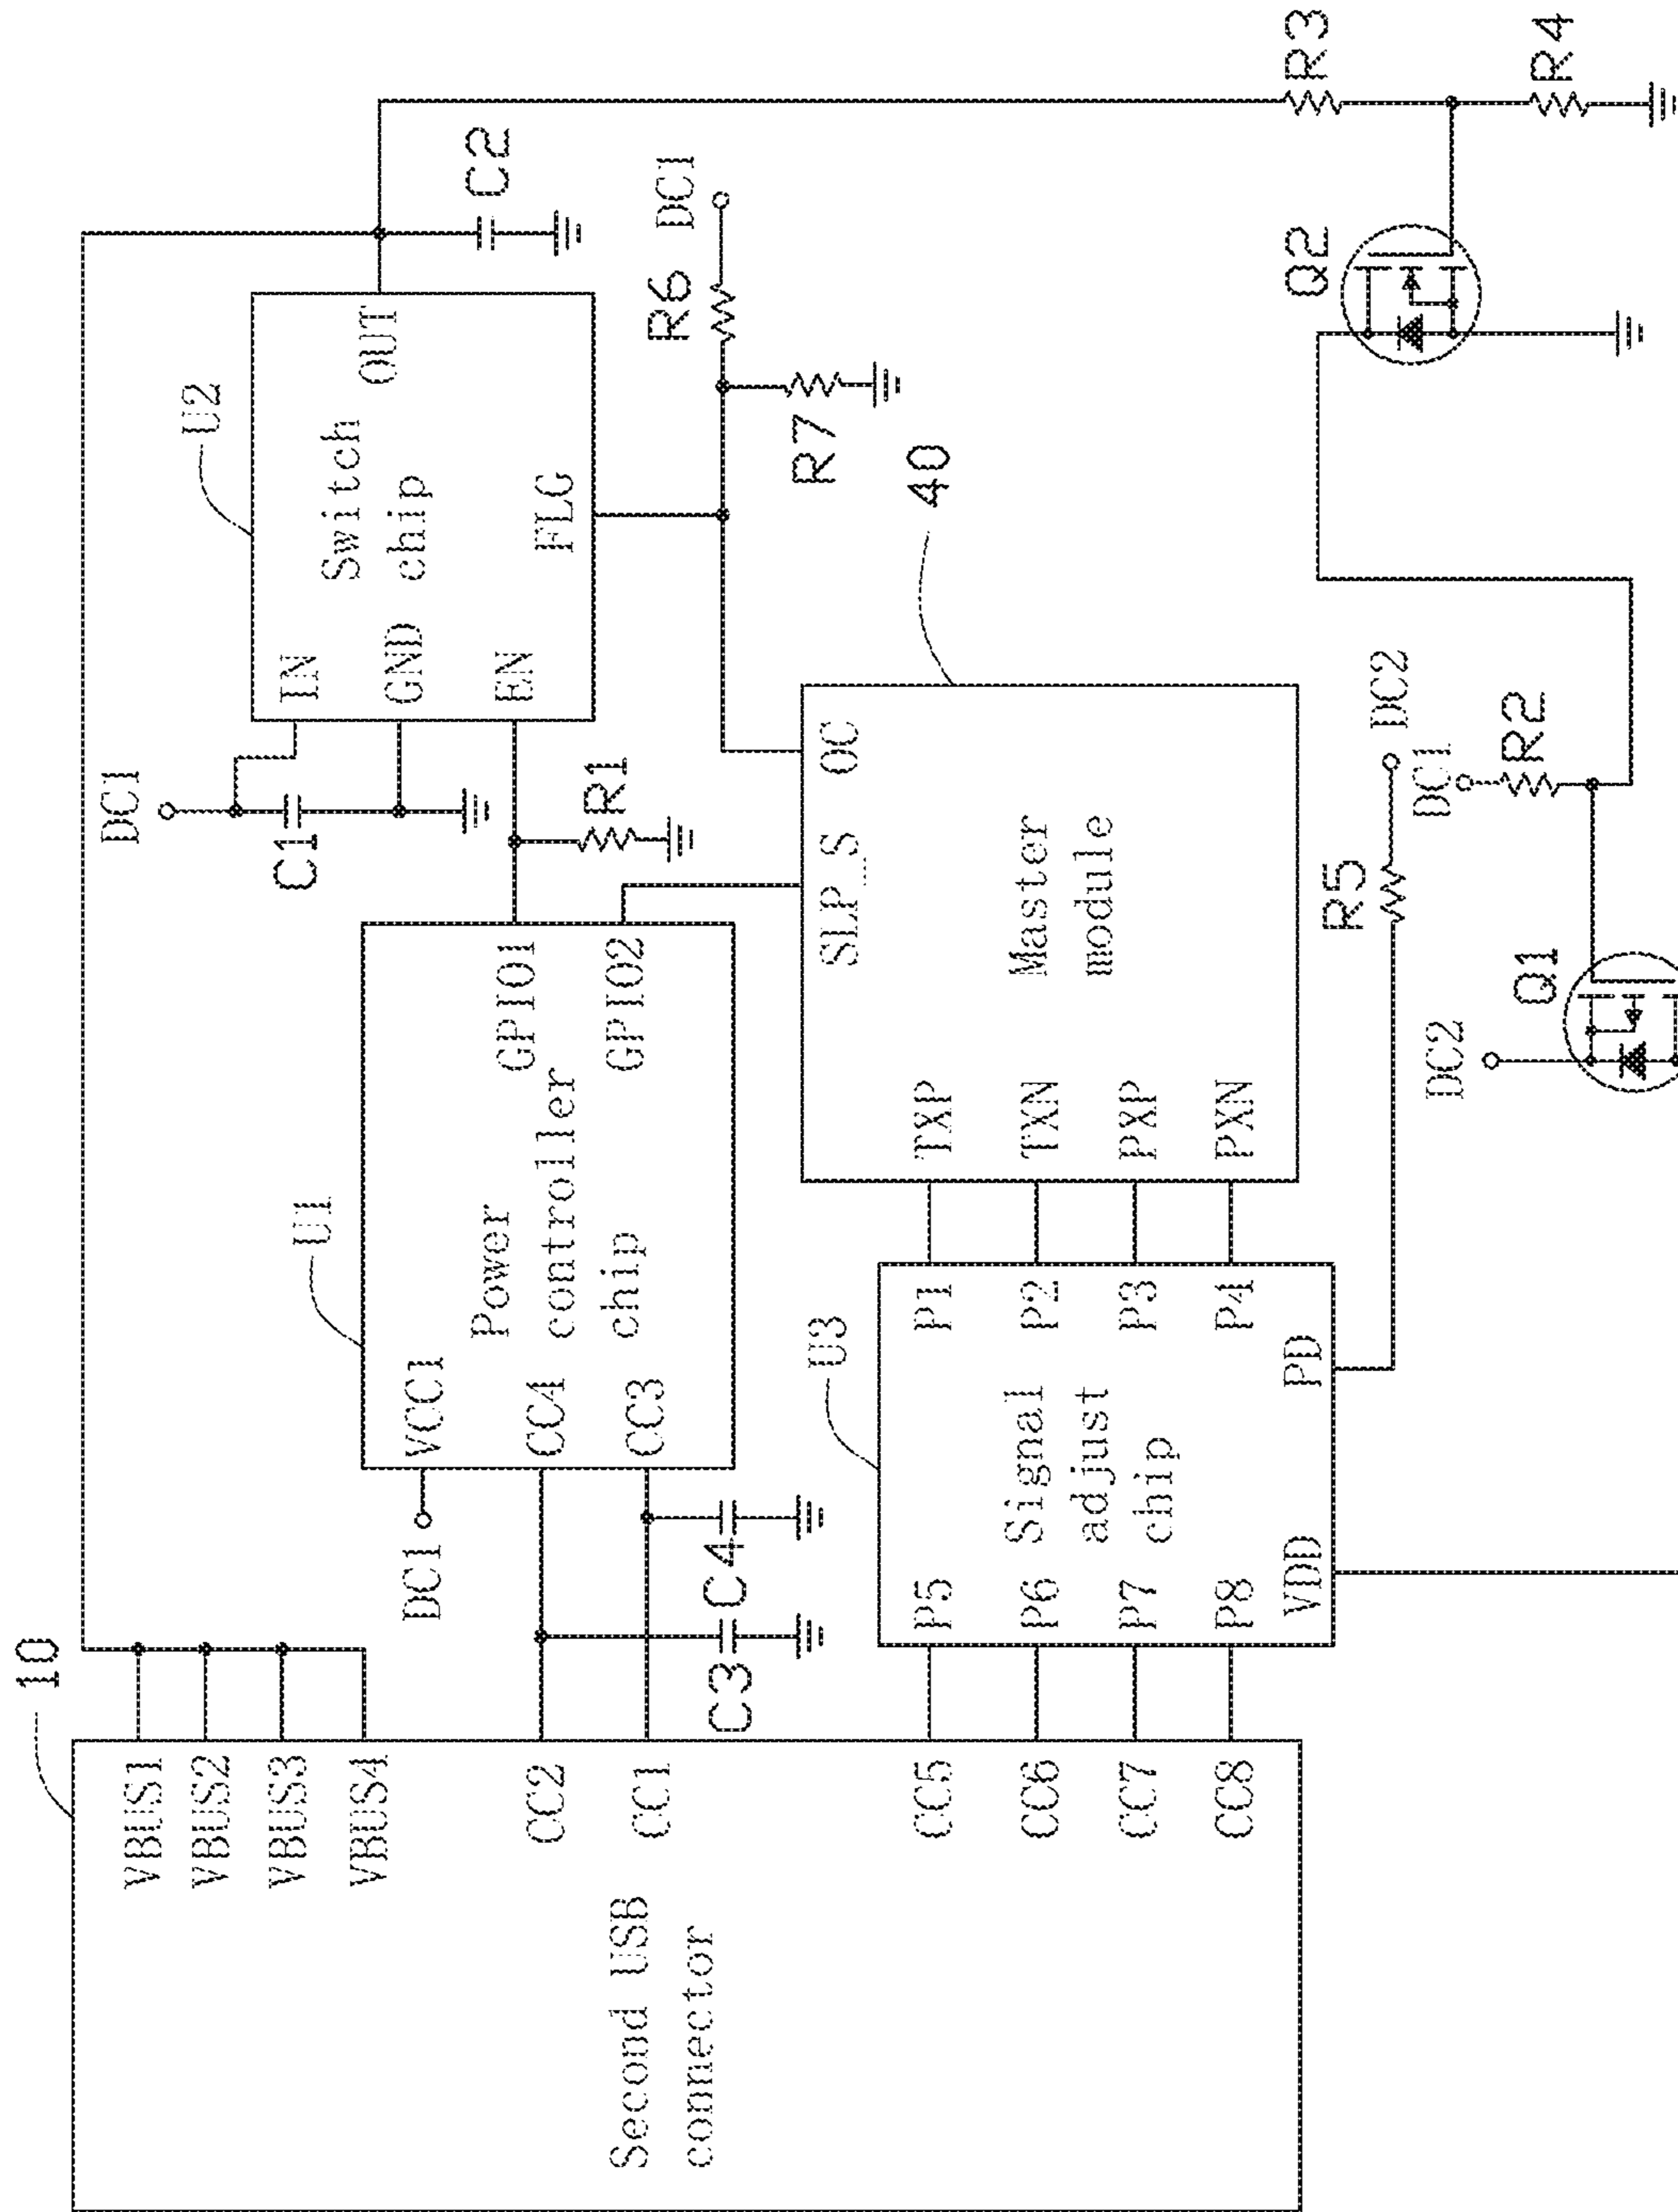 10
VBUS1
VBUS2
VBUS3
VBUS4
CC2
CC1
CC5
CC6
CC7
CC8
Second USB
connector
DC1
U1
VCC1
CC4
CC3
Power
controller
chip
GPIO1
GPIO2
C3
C4
DC1
C1
R1
U2
IN
GND
EN
Switch
chip
OUT
FLG
C2
R6
DC1
R7
U3
P5
P6
P7
P8
Signal
adjust
chip
P1
P2
P3
P4
VDD
PD
40
SLP_S
OC
Master
module
TXP
TXN
PXP
PXN
R5
DC2
DC1
R2
DC2
Q1
Q2
R3
R4